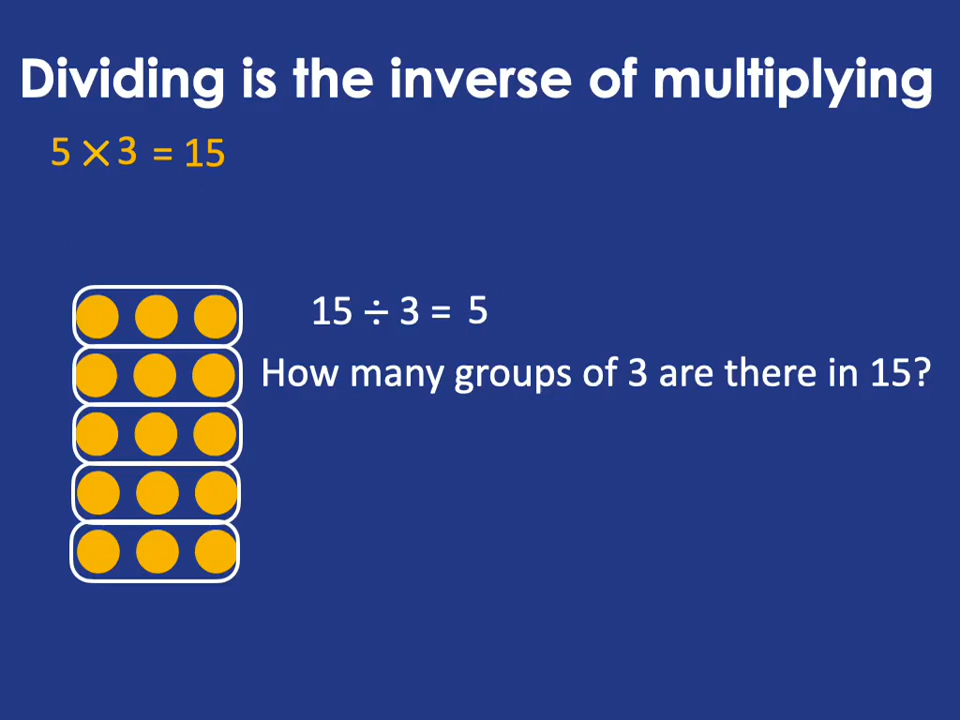 Dividing is the inverse of multiplying
5 × 3 = 15
15 ÷ 3 = 5
How many groups of 3 are there in 15?